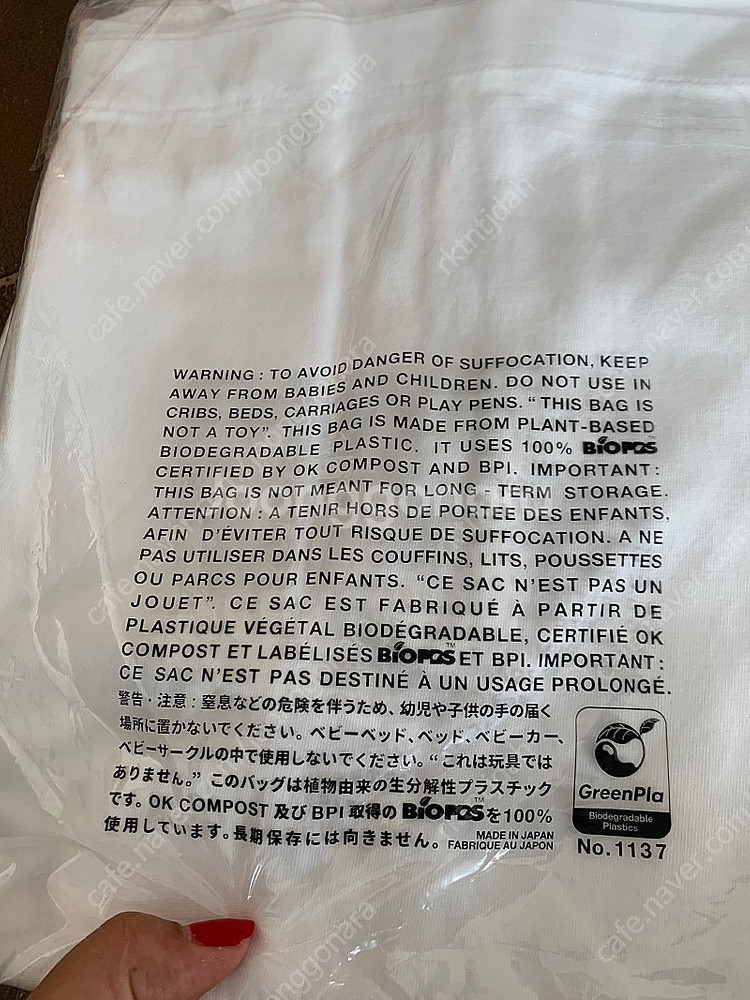 WARNING : TO AVOID DANGER OF SUFFOCATION, KEEP
AWAY FROM BABIES AND CHILDREN. DO NOT USE IN
CRIBS, BEDS, CARRIAGES OR PLAY PENS. “ THIS BAG IS
NOT A TOY”. THIS BAG IS MADE FROM PLANT-BASED
BIODEGRADABLE PLASTIC. IT USES 100% BiOPOS™
CERTIFIED BY OK COMPOST AND BPI. IMPORTANT :
THIS BAG IS NOT MEANT FOR LONG - TERM STORAGE.
ATTENTION : A TENIR HORS DE PORTEE DES ENFANTS,
AFIN D’ÉVITER TOUT RISQUE DE SUFFOCATION. A NE
PAS UTILISER DANS LES COUFFINS, LITS, POUSSETTES
OU PARCS POUR ENFANTS. “CE SAC N’EST PAS UN
JOUET”. CE SAC EST FABRIQUÉ À PARTIR DE
PLASTIQUE VÉGÉTAL BIODÉGRADABLE, CERTIFIÉ OK
COMPOST ET LABÉLISÉS BiOPOS™ ET BPI. IMPORTANT :
CE SAC N’EST PAS DESTINÉ À UN USAGE PROLONGÉ.
警告・注意 : 窒息などの危険を伴うため、幼児や子供の手の届く
場所に置かないでください。ベビーベッド、ベッド、ベビーカー、
ベビーサークルの中で使用しないでください。“ これは玩具では
ありません。” このバッグは植物由来の生分解性プラスチック
です。OK COMPOST 及び BPI 取得の BiOPOS™を100%
使用しています。長期保存には向きません。
MADE IN JAPAN
FABRIQUE AU JAPON
GreenPla
Biodegradable
Plastics
No.1137
cafe.naver.com/joonggonara
rktntjdah